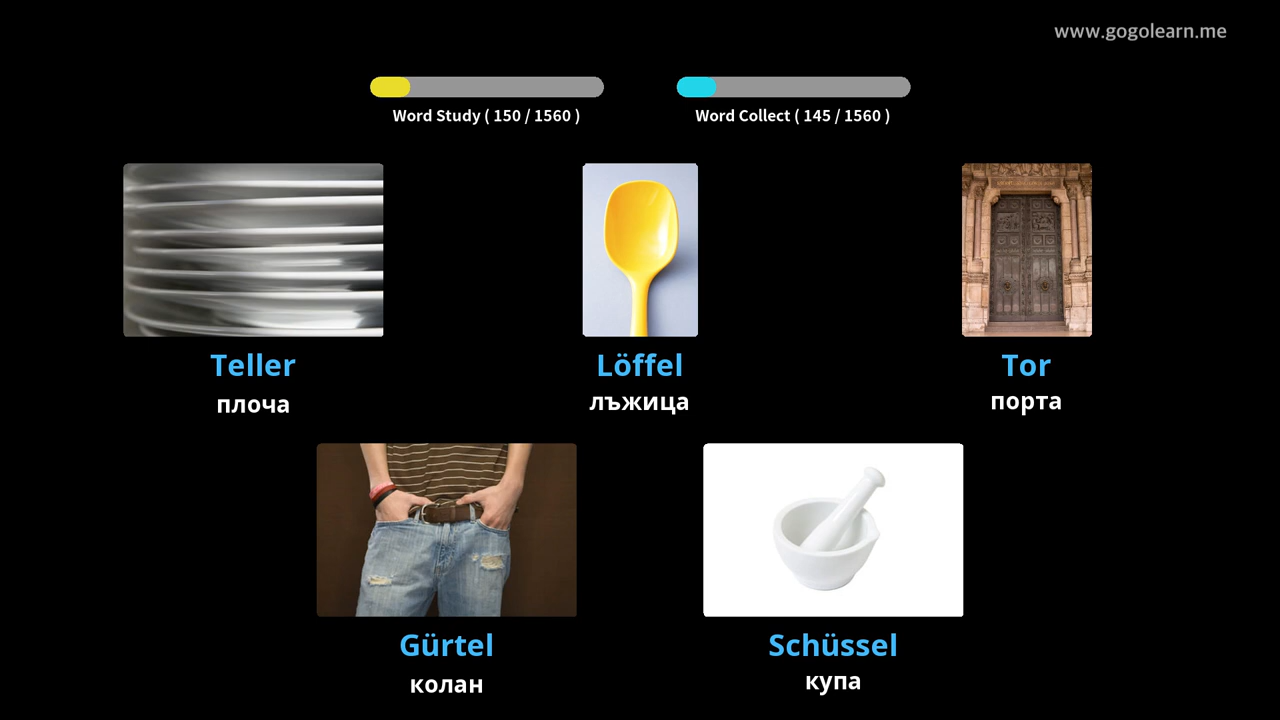 www.gogolearn.me
Word Study ( 150 / 1560 )
Word Collect ( 145 / 1560 )
Teller
плоча
Löffel
лъжица
Tor
порта
Gürtel
колан
Schüssel
купа